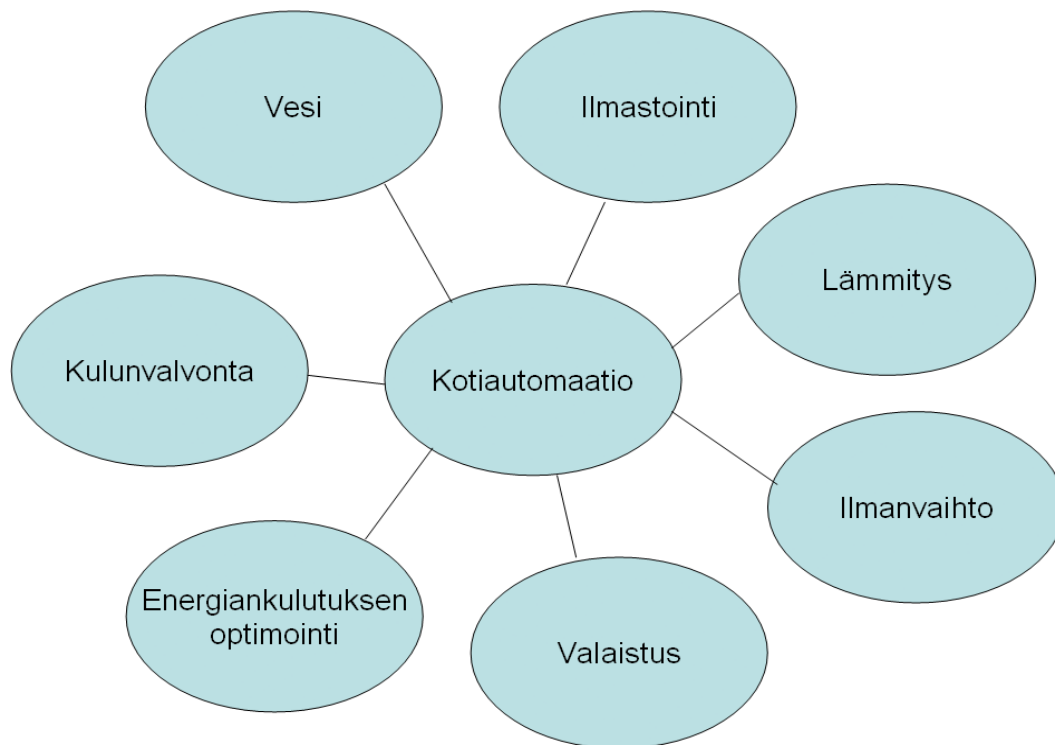 Vesi
Ilmastointi
Lämmitys
Kulunvalvonta
Kotiautomaatio
Ilmanvaihto
Energiankulutuksen
optimointi
Valaistus